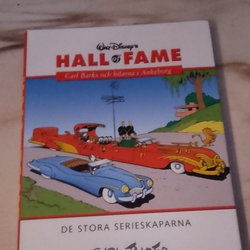 Walt Disney's
HALL of FAME
Carl Barks och bilarna i Ankeborg
DE STORA SERIESKAPARNA